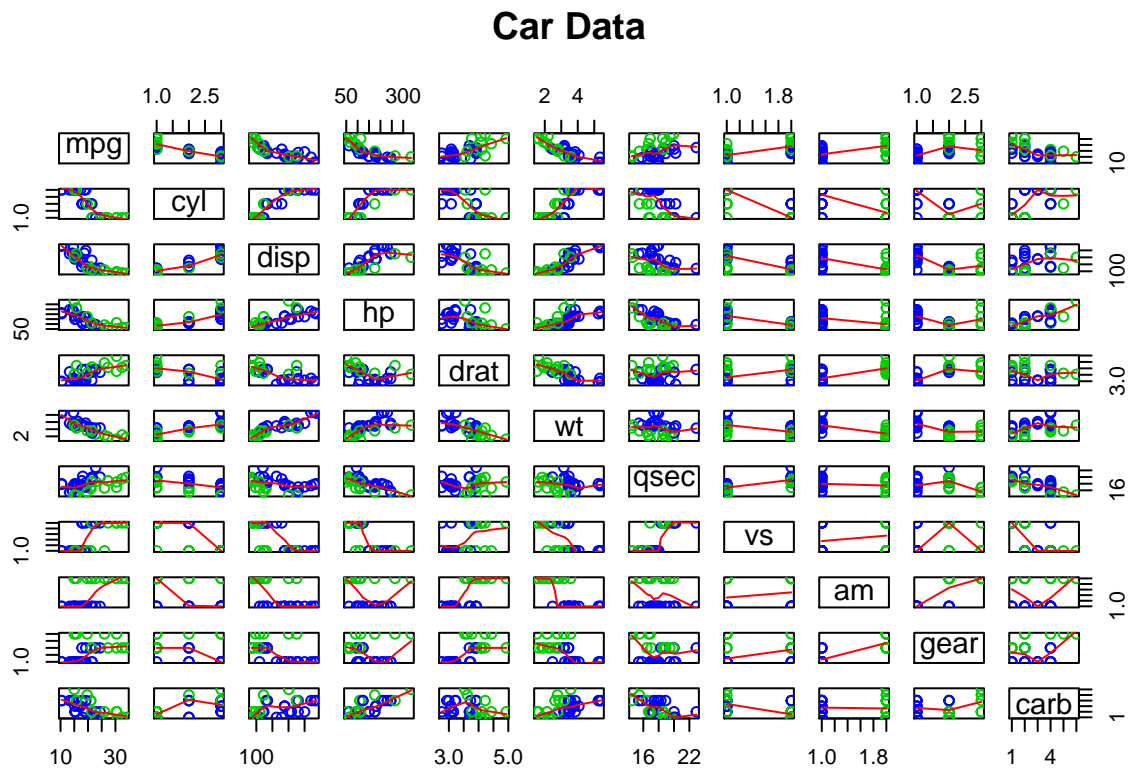 Car Data
1.0 2.5 50 300 2 4 1.0 1.8 1.0 2.5
mpg 10
1.0 cyl
disp 100
50 hp
drat 3.0
2 wt
qsec 16
1.0 vs
am 1.0
1.0 gear
carb 1
10 30 100 3.0 5.0 16 22 1.0 1.8 1 4